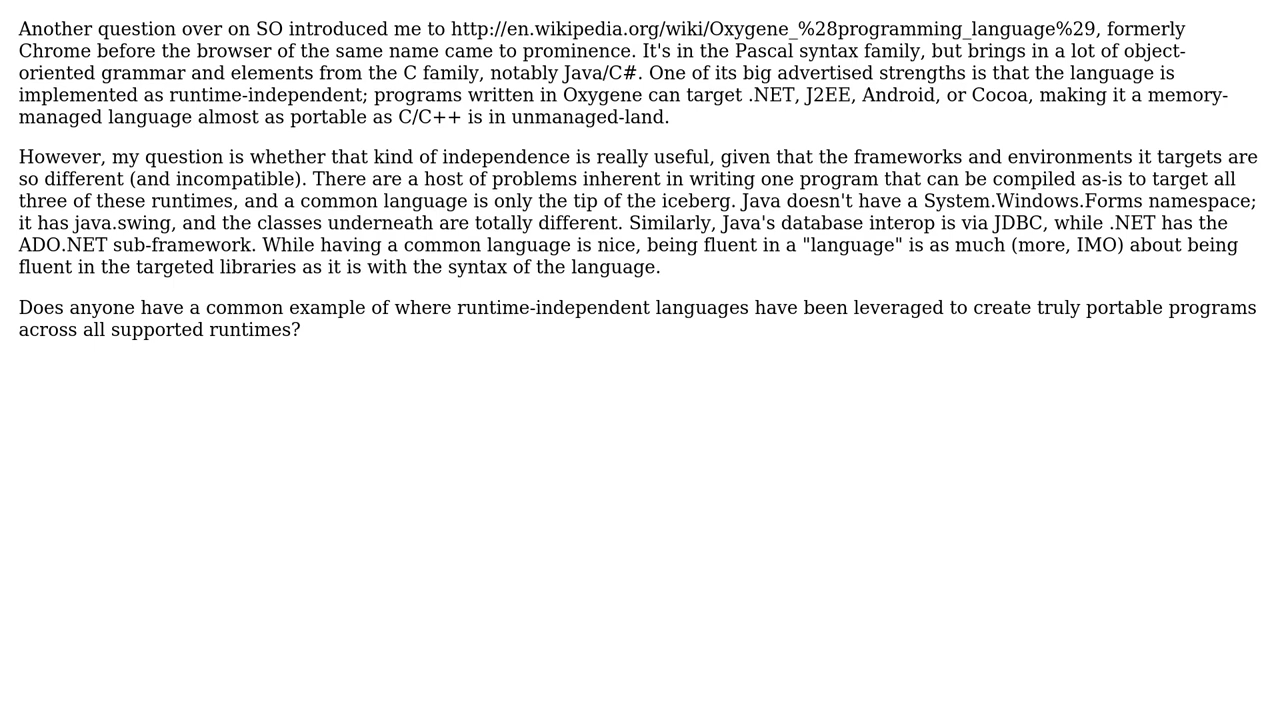 Another question over on SO introduced me to http://en.wikipedia.org/wiki/Oxygene_%28programming_language%29, formerly
Chrome before the browser of the same name came to prominence. It's in the Pascal syntax family, but brings in a lot of object-
oriented grammar and elements from the C family, notably Java/C#. One of its big advertised strengths is that the language is
implemented as runtime-independent; programs written in Oxygene can target .NET, J2EE, Android, or Cocoa, making it a memory-
managed language almost as portable as C/C++ is in unmanaged-land.
However, my question is whether that kind of independence is really useful, given that the frameworks and environments it targets are
so different (and incompatible). There are a host of problems inherent in writing one program that can be compiled as-is to target all
three of these runtimes, and a common language is only the tip of the iceberg. Java doesn't have a System.Windows.Forms namespace;
it has java.swing, and the classes underneath are totally different. Similarly, Java's database interop is via JDBC, while .NET has the
ADO.NET sub-framework. While having a common language is nice, being fluent in a "language" is as much (more, IMO) about being
fluent in the targeted libraries as it is with the syntax of the language.
Does anyone have a common example of where runtime-independent languages have been leveraged to create truly portable programs
across all supported runtimes?